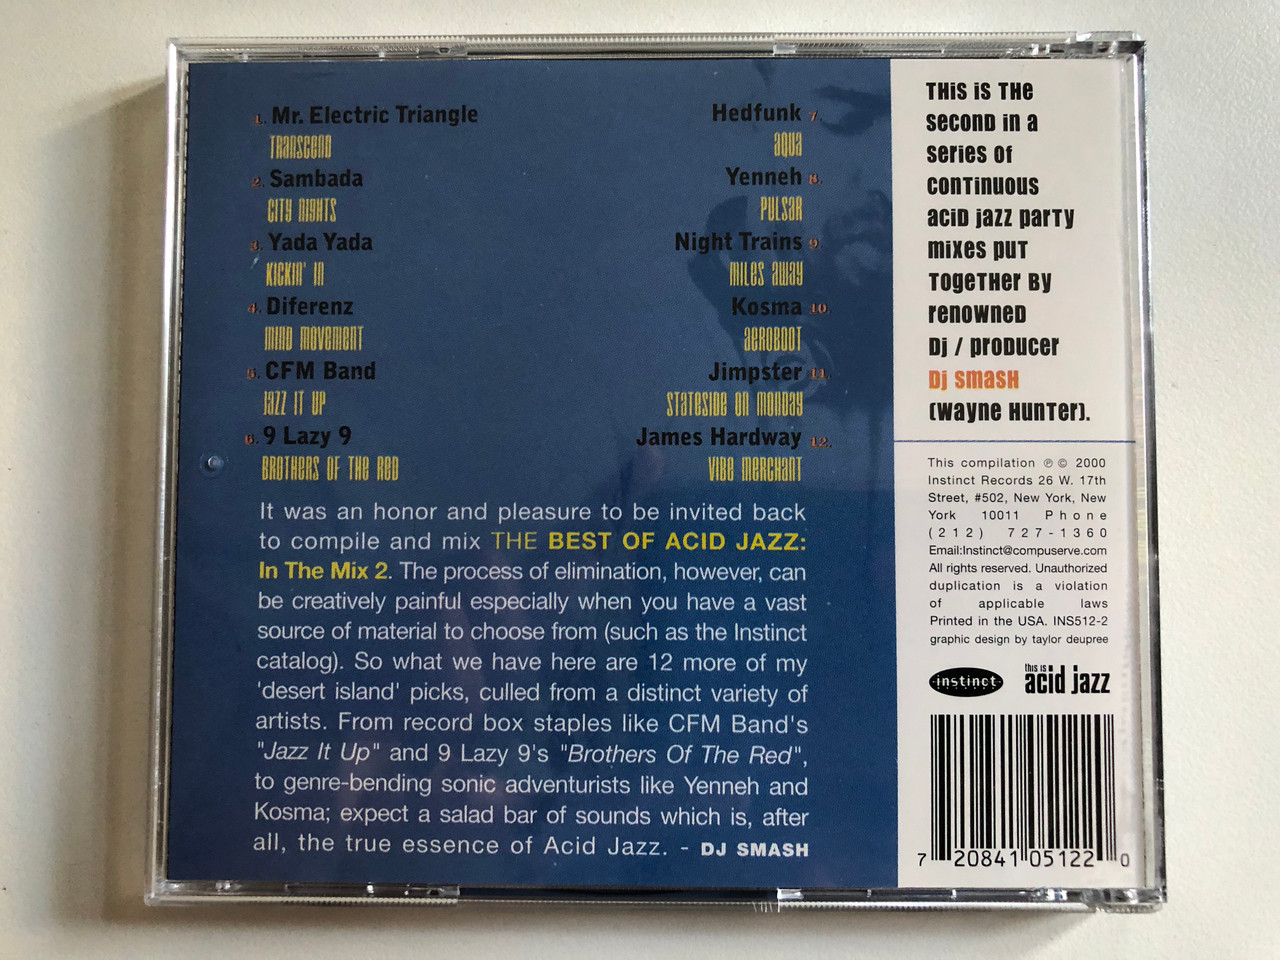 1. Mr. Electric Triangle
TRANSCEND
2. Sambada
CITY NIGHTS
3. Yada Yada
KICKIN' IN
4. Diferenz
MIND MOVEMENT
5. CFM Band
JAZZ IT UP
6. 9 Lazy 9
BROTHERS OF THE RED
Hedfunk 7.
AQUA
Yenneh 8.
PULSAR
Night Trains 9.
MILES AWAY
Kosma 10.
AEROBOOT
Jimpster 11.
STATESIDE ON MONDAY
James Hardway 12.
VIBE MERCHANT
It was an honor and pleasure to be invited back
to compile and mix THE BEST OF ACID JAZZ:
In The Mix 2. The process of elimination, however, can
be creatively painful especially when you have a vast
source of material to choose from (such as the Instinct
catalog). So what we have here are 12 more of my
'desert island' picks, culled from a distinct variety of
artists. From record box staples like CFM Band's
"Jazz It Up" and 9 Lazy 9's "Brothers Of The Red",
to genre-bending sonic adventurists like Yenneh and
Kosma; expect a salad bar of sounds which is, after
all, the true essence of Acid Jazz. - DJ SMASH
THis is THe
seconD in a
series of
conTinuous
aciD jazz parTy
mixes puT
TogeTHer By
renowneD
Dj / proDucer
Dj smasH
(wayne HunTer).
This compilation ℗ © 2000
Instinct Records 26 W. 17th
Street, #502, New York, New
York 10011 Phone
(212) 727-1360
Email:Instinct@compuserve.com
All rights reserved. Unauthorized
duplication is a violation
of applicable laws
Printed in the USA. INS512-2
graphic design by taylor deupree
instinct
RECORDS
this is
acid jazz
7 20841 05122 0